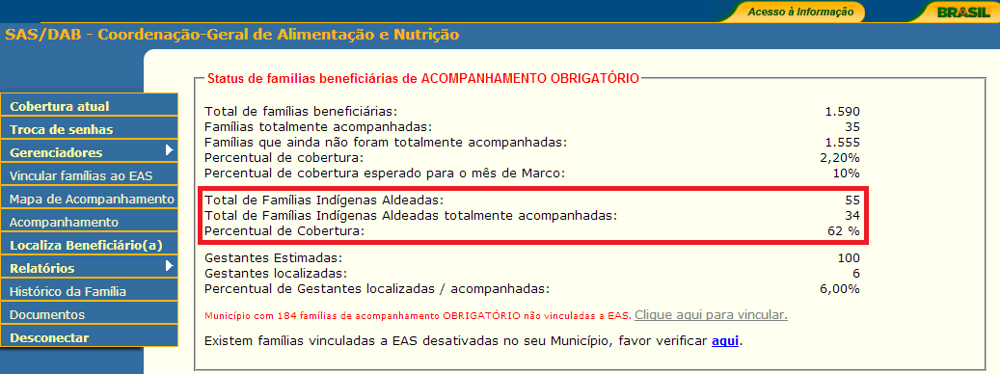 Acesso à Informação
BRASIL
SAS/DAB - Coordenação-Geral de Alimentação e Nutrição
Cobertura atual
Troca de senhas
Gerenciadores
Vincular famílias ao EAS
Mapa de Acompanhamento
Acompanhamento
Localiza Beneficiário(a)
Relatórios
Histórico da Família
Documentos
Desconectar
Status de famílias beneficiárias de ACOMPANHAMENTO OBRIGATÓRIO
Total de famílias beneficiárias: 1.590
Famílias totalmente acompanhadas: 35
Famílias que ainda não foram totalmente acompanhadas: 1.555
Percentual de cobertura: 2,20%
Percentual de cobertura esperado para o mês de Marco: 10%
Total de Famílias Indígenas Aldeadas: 55
Total de Famílias Indígenas Aldeadas totalmente acompanhadas: 34
Percentual de Cobertura: 62 %
Gestantes Estimadas: 100
Gestantes localizadas: 6
Percentual de Gestantes localizadas / acompanhadas: 6,00%
Município com 184 famílias de acompanhamento OBRIGATÓRIO não vinculadas a EAS. Clique aqui para vincular.
Existem famílias vinculadas a EAS desativadas no seu Município, favor verificar aqui.